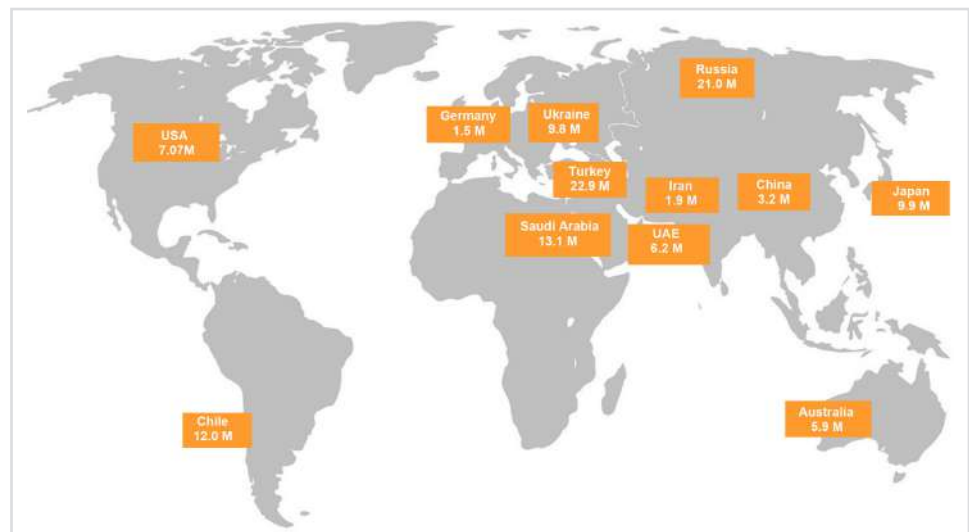 Russia
21.0 M
Germany
1.5 M
Ukraine
9.8 M
USA
7.07M
Turkey
22.9 M
Iran
1.9 M
China
3.2 M
Japan
9.9 M
Saudi Arabia
13.1 M
UAE
6.2 M
Chile
12.0 M
Australia
5.9 M